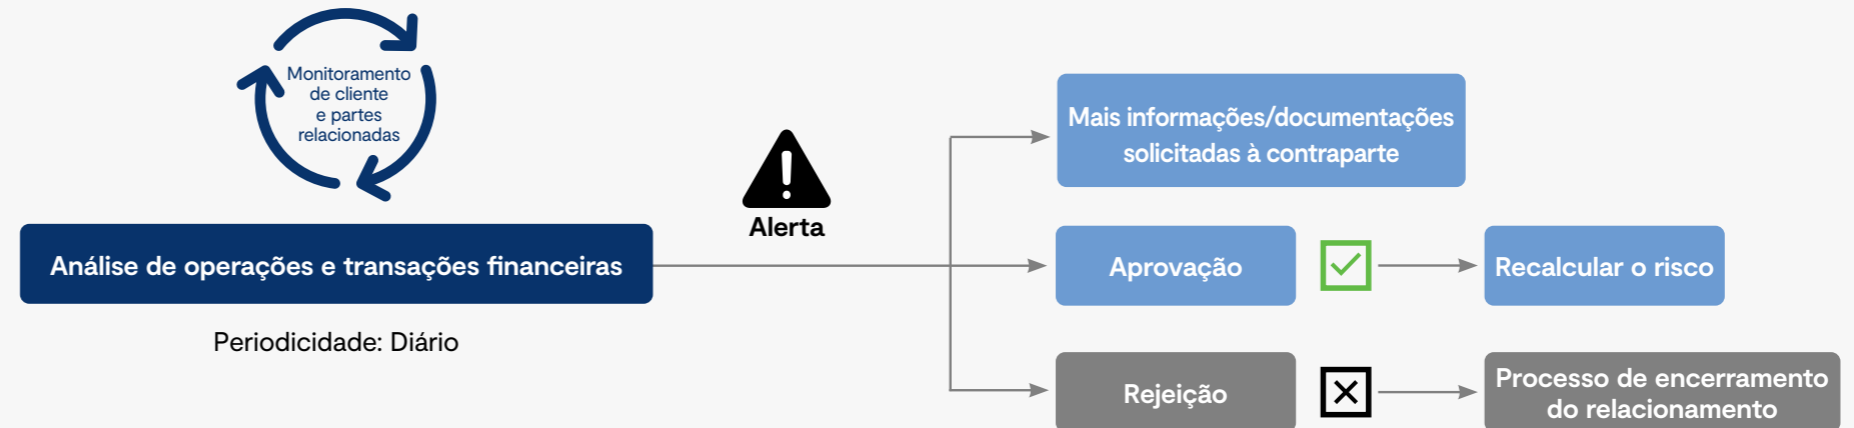 Monitoramento
de cliente
e partes
relacionadas
Análise de operações e transações financeiras
Periodicidade: Diário
Alerta
Mais informações/documentações
solicitadas à contraparte
Aprovação
Recalcular o risco
Rejeição
Processo de encerramento
do relacionamento